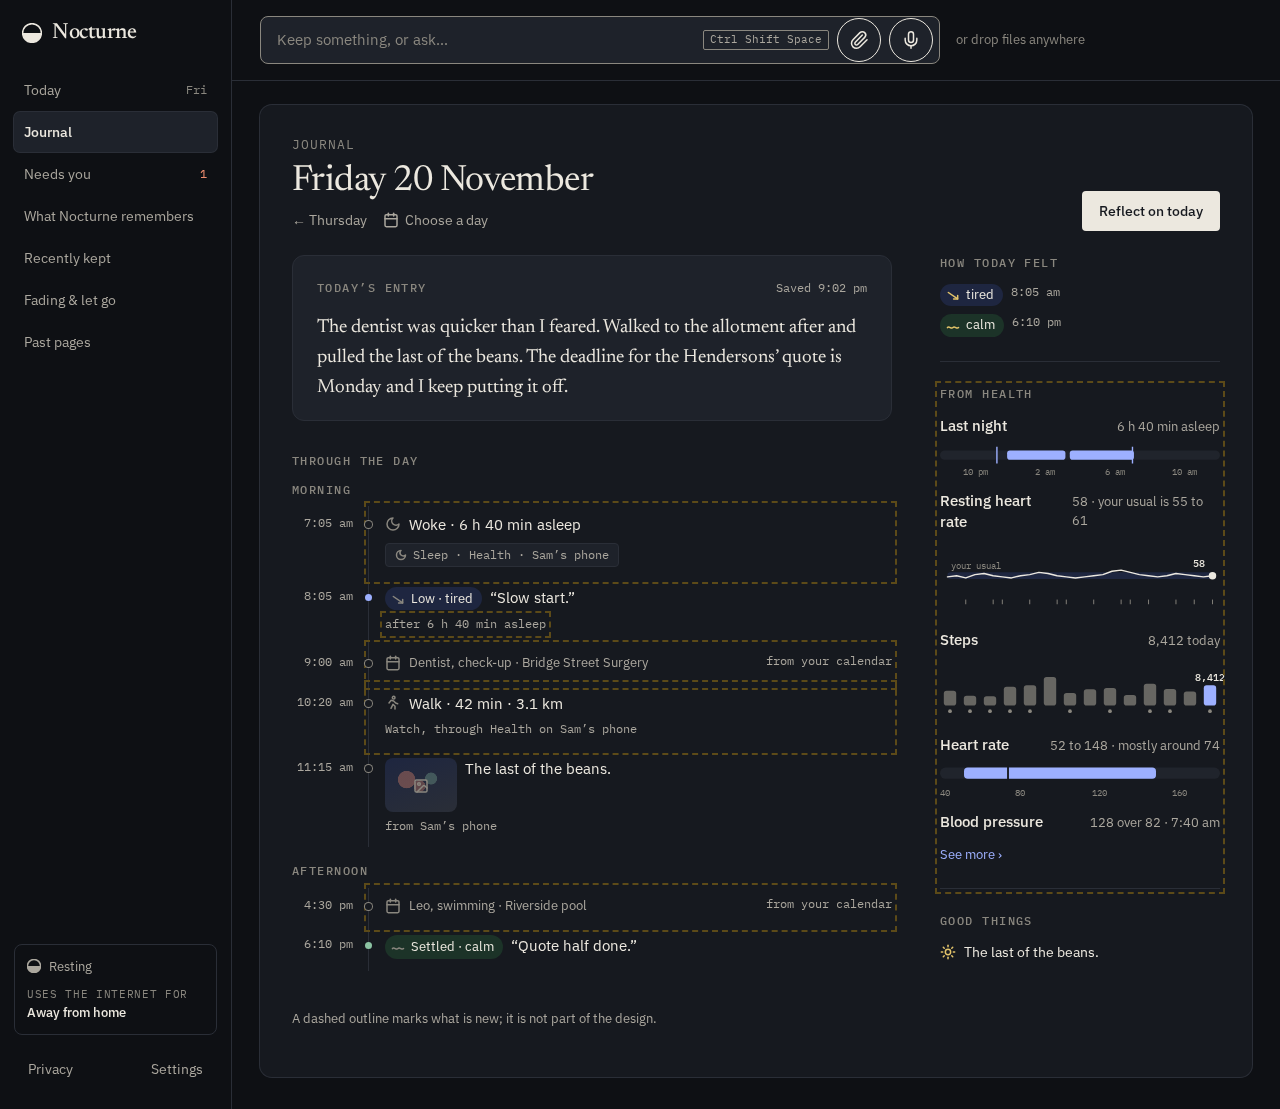 Nocturne
Today Fri
Journal
Needs you 1
What Nocturne remembers
Recently kept
Fading & let go
Past pages
Resting
USES THE INTERNET FOR
Away from home
Privacy Settings
Keep something, or ask... Ctrl Shift Space or drop files anywhere
JOURNAL
Friday 20 November
← Thursday Choose a day
Reflect on today
TODAY’S ENTRY Saved 9:02 pm
The dentist was quicker than I feared. Walked to the allotment after and
pulled the last of the beans. The deadline for the Hendersons’ quote is
Monday and I keep putting it off.
THROUGH THE DAY
MORNING
7:05 am Woke · 6 h 40 min asleep
Sleep · Health · Sam’s phone
8:05 am Low · tired “Slow start.”
after 6 h 40 min asleep
9:00 am Dentist, check-up · Bridge Street Surgery from your calendar
10:20 am Walk · 42 min · 3.1 km
Watch, through Health on Sam’s phone
11:15 am The last of the beans.
from Sam’s phone
AFTERNOON
4:30 pm Leo, swimming · Riverside pool from your calendar
6:10 pm Settled · calm “Quote half done.”
A dashed outline marks what is new; it is not part of the design.
HOW TODAY FELT
tired 8:05 am
calm 6:10 pm
FROM HEALTH
Last night 6 h 40 min asleep
10 pm 2 am 6 am 10 am
Resting heart rate 58 · your usual is 55 to 61
your usual 58
Steps 8,412 today
8,412
Heart rate 52 to 148 · mostly around 74
40 80 120 160
Blood pressure 128 over 82 · 7:40 am
See more ›
GOOD THINGS
The last of the beans.